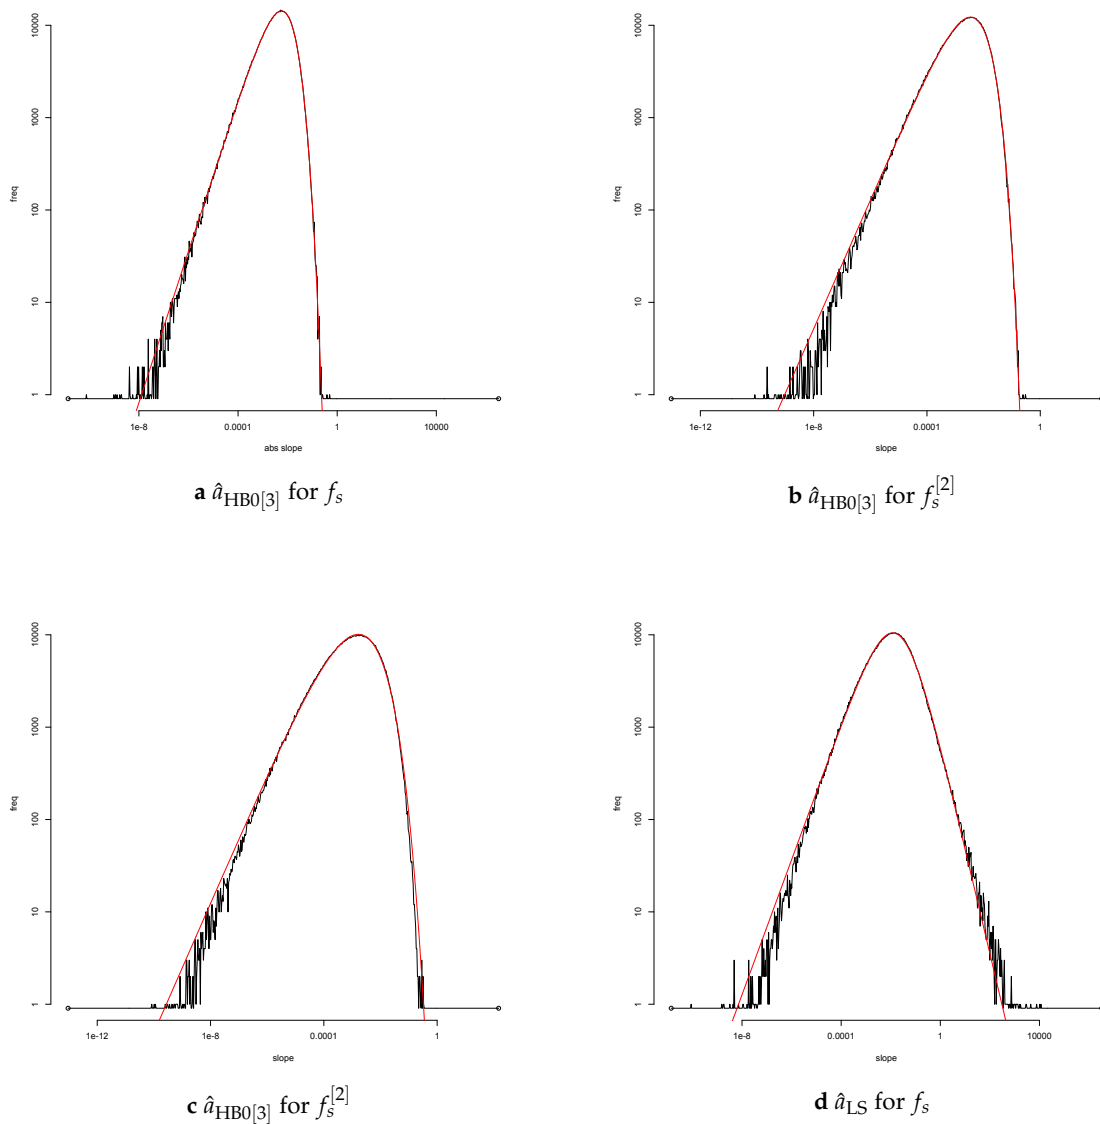 10000
1000
100
10
1
freq
1e-8
0.0001
1
10000
abs slope
a âHB0[3] for fs
10000
1000
100
10
1
freq
1e-12
1e-8
0.0001
1
slope
b âHB0[3] for fs[2]
10000
1000
100
10
1
freq
1e-12
1e-8
0.0001
1
slope
c âHB0[3] for fs[2]
10000
1000
100
10
1
freq
1e-8
0.0001
1
10000
slope
d âLS for fs